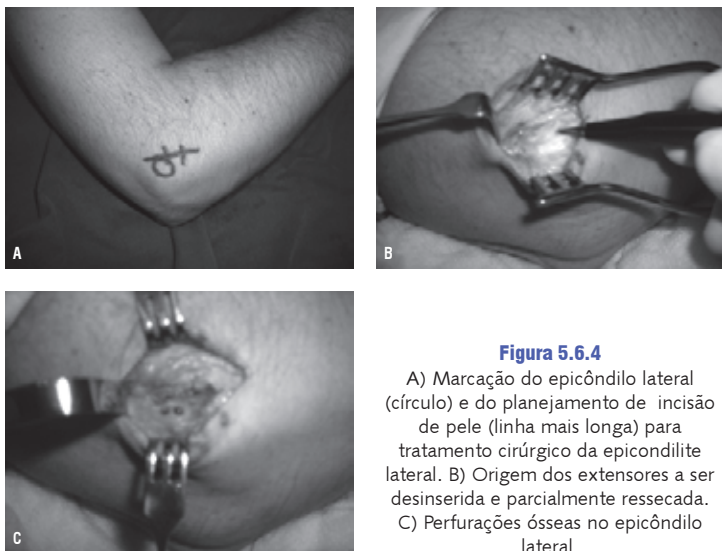 A
B
C
Figura 5.6.4
A) Marcação do epicôndilo lateral
(círculo) e do planejamento de incisão
de pele (linha mais longa) para
tratamento cirúrgico da epicondilite
lateral. B) Origem dos extensores a ser
desinserida e parcialmente ressecada.
C) Perfurações ósseas no epicôndilo
lateral